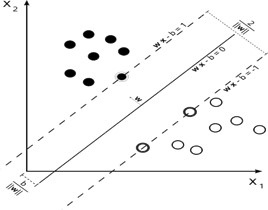 x2
w x - b = 1
2
||w||
w x - b = 0
w x - b = -1
w
b
||w||
x1